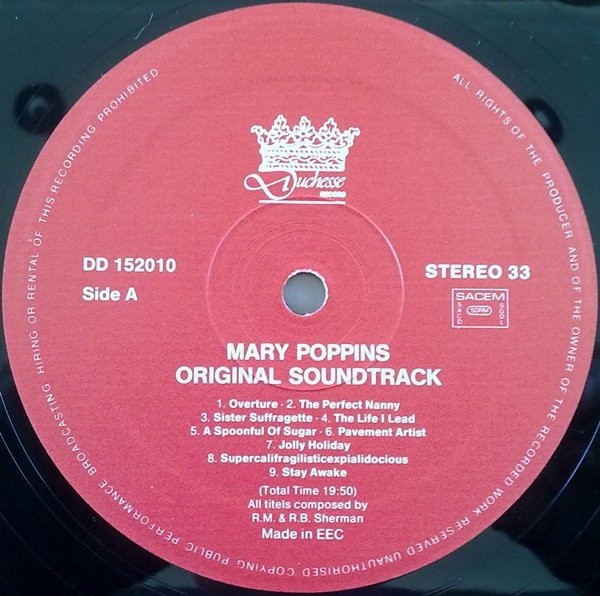 ALL RIGHTS OF THE PRODUCER AND OF THE OWNER OF THE RECORDED WORK RESERVED UNAUTHORISED COPYING PUBLIC PERFORMANCE BROADCASTING HIRING OR RENTAL OF THIS RECORDING PROHIBITED
Duchesse
RECORD
DD 152010
Side A
STEREO 33
SACEM
SACD
SDRM
SGDL
MARY POPPINS
ORIGINAL SOUNDTRACK
1. Overture · 2. The Perfect Nanny
3. Sister Suffragette · 4. The Life I Lead
5. A Spoonful Of Sugar · 6. Pavement Artist
7. Jolly Holiday
8. Supercalifragilisticexpialidocious
9. Stay Awake
(Total Time 19:50)
All titels composed by
R.M. & R.B. Sherman
Made in EEC